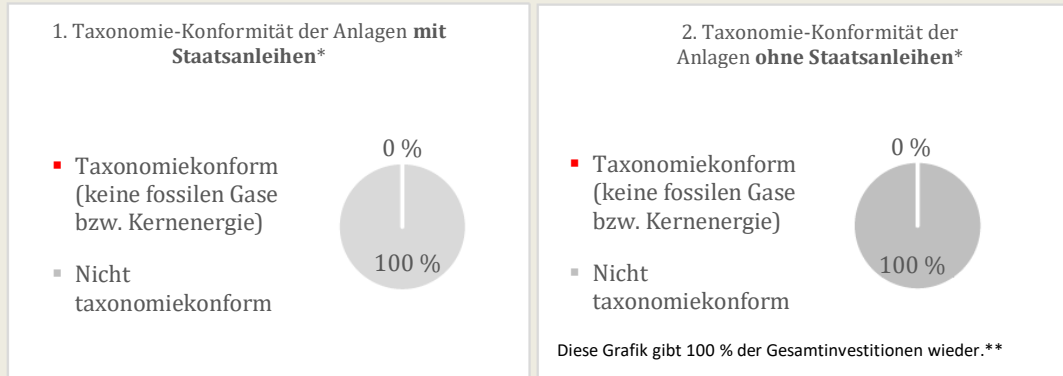 1. Taxonomie-Konformität der Anlagen mit
Staatsanleihen*
0 %
Taxonomiekonform
(keine fossilen Gase
bzw. Kernenergie)
100 %
Nicht
taxonomiekonform
2. Taxonomie-Konformität der
Anlagen ohne Staatsanleihen*
0 %
Taxonomiekonform
(keine fossilen Gase
bzw. Kernenergie)
100 %
Nicht
taxonomiekonform
Diese Grafik gibt 100 % der Gesamtinvestitionen wieder.**